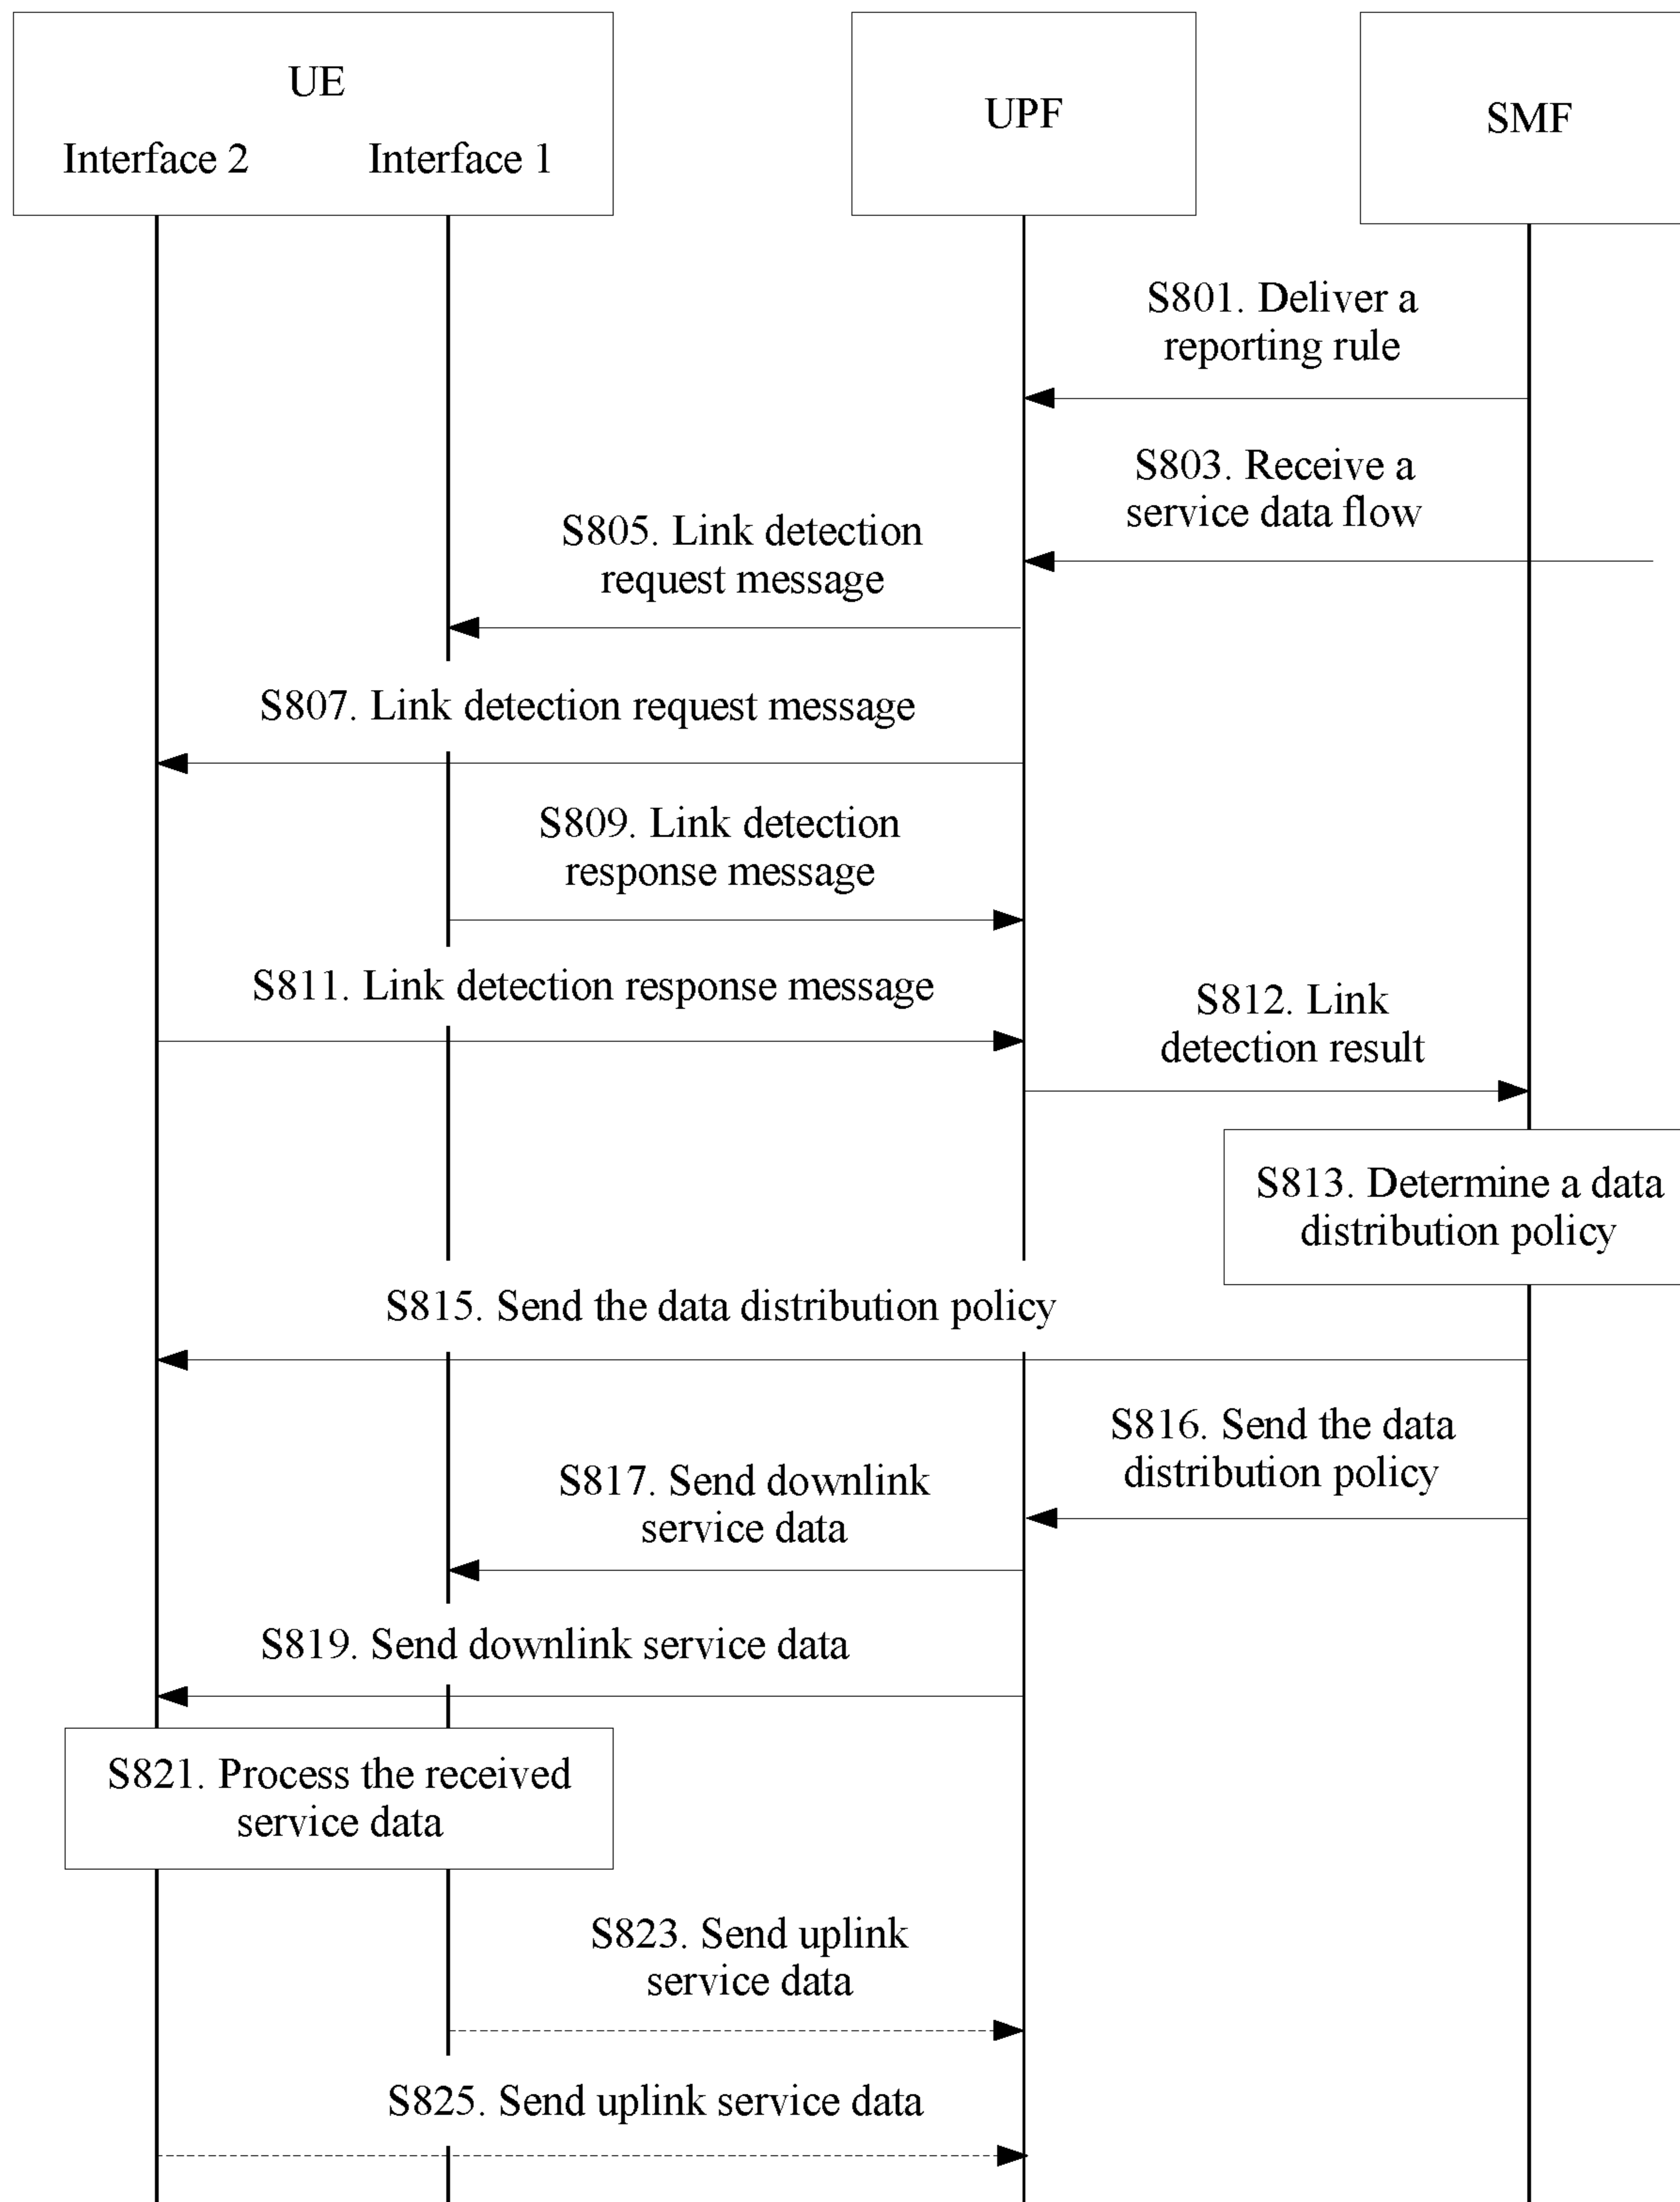 UE
Interface 2
Interface 1
UPF
SMF
S801. Deliver a
reporting rule
S803. Receive a
service data flow
S805. Link detection
request message
S807. Link detection request message
S809. Link detection
response message
S811. Link detection response message
S812. Link
detection result
S813. Determine a data
distribution policy
S815. Send the data distribution policy
S816. Send the data
distribution policy
S817. Send downlink
service data
S819. Send downlink service data
S821. Process the received
service data
S823. Send uplink
service data
S825. Send uplink service data